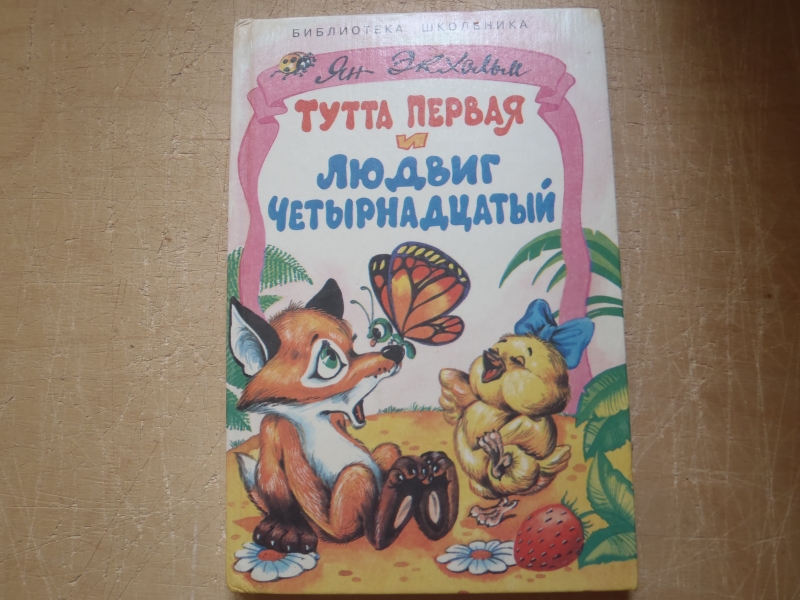 БИБЛИОТЕКА ШКОЛЬНИКА
Ян Экхольм
ТУТТА ПЕРВАЯ
И
ЛЮДВИГ
ЧЕТЫРНАДЦАТЫЙ